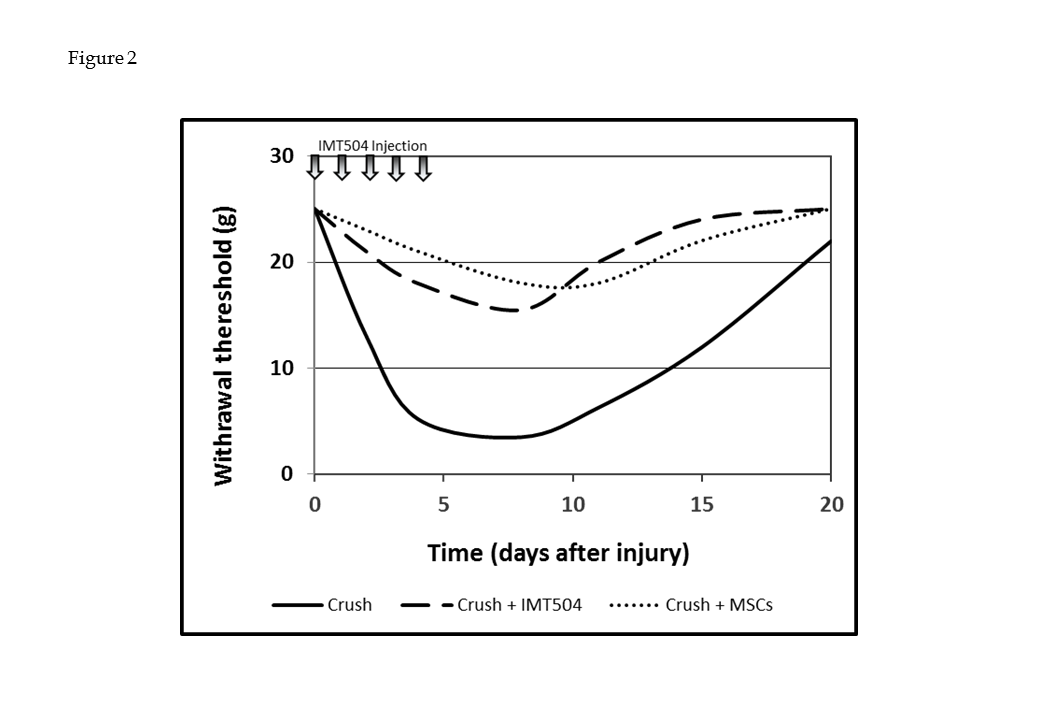 Figure 2
IMT504 Injection
30
20
10
0
Withrawal thereshold (g)
0 5 10 15 20
Time (days after injury)
Crush Crush + IMT504 Crush + MSCs